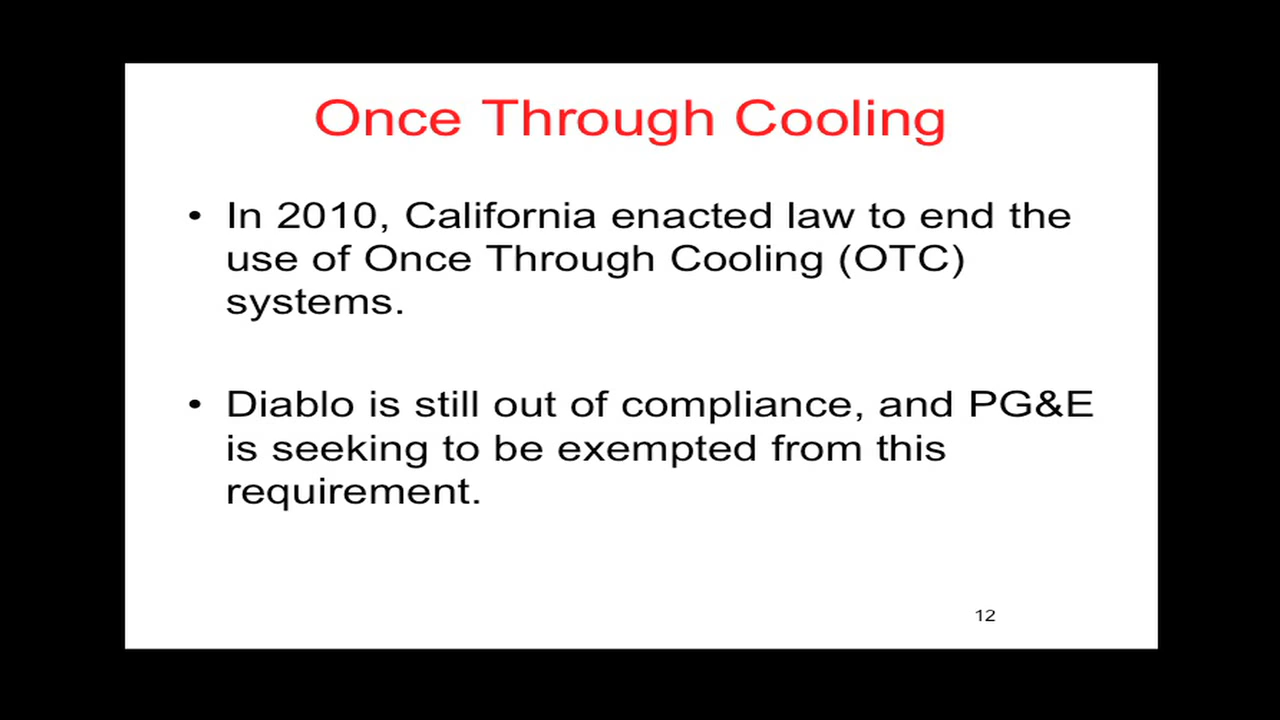 Once Through Cooling
• In 2010, California enacted law to end the
use of Once Through Cooling (OTC)
systems.
• Diablo is still out of compliance, and PG&E
is seeking to be exempted from this
requirement.
12